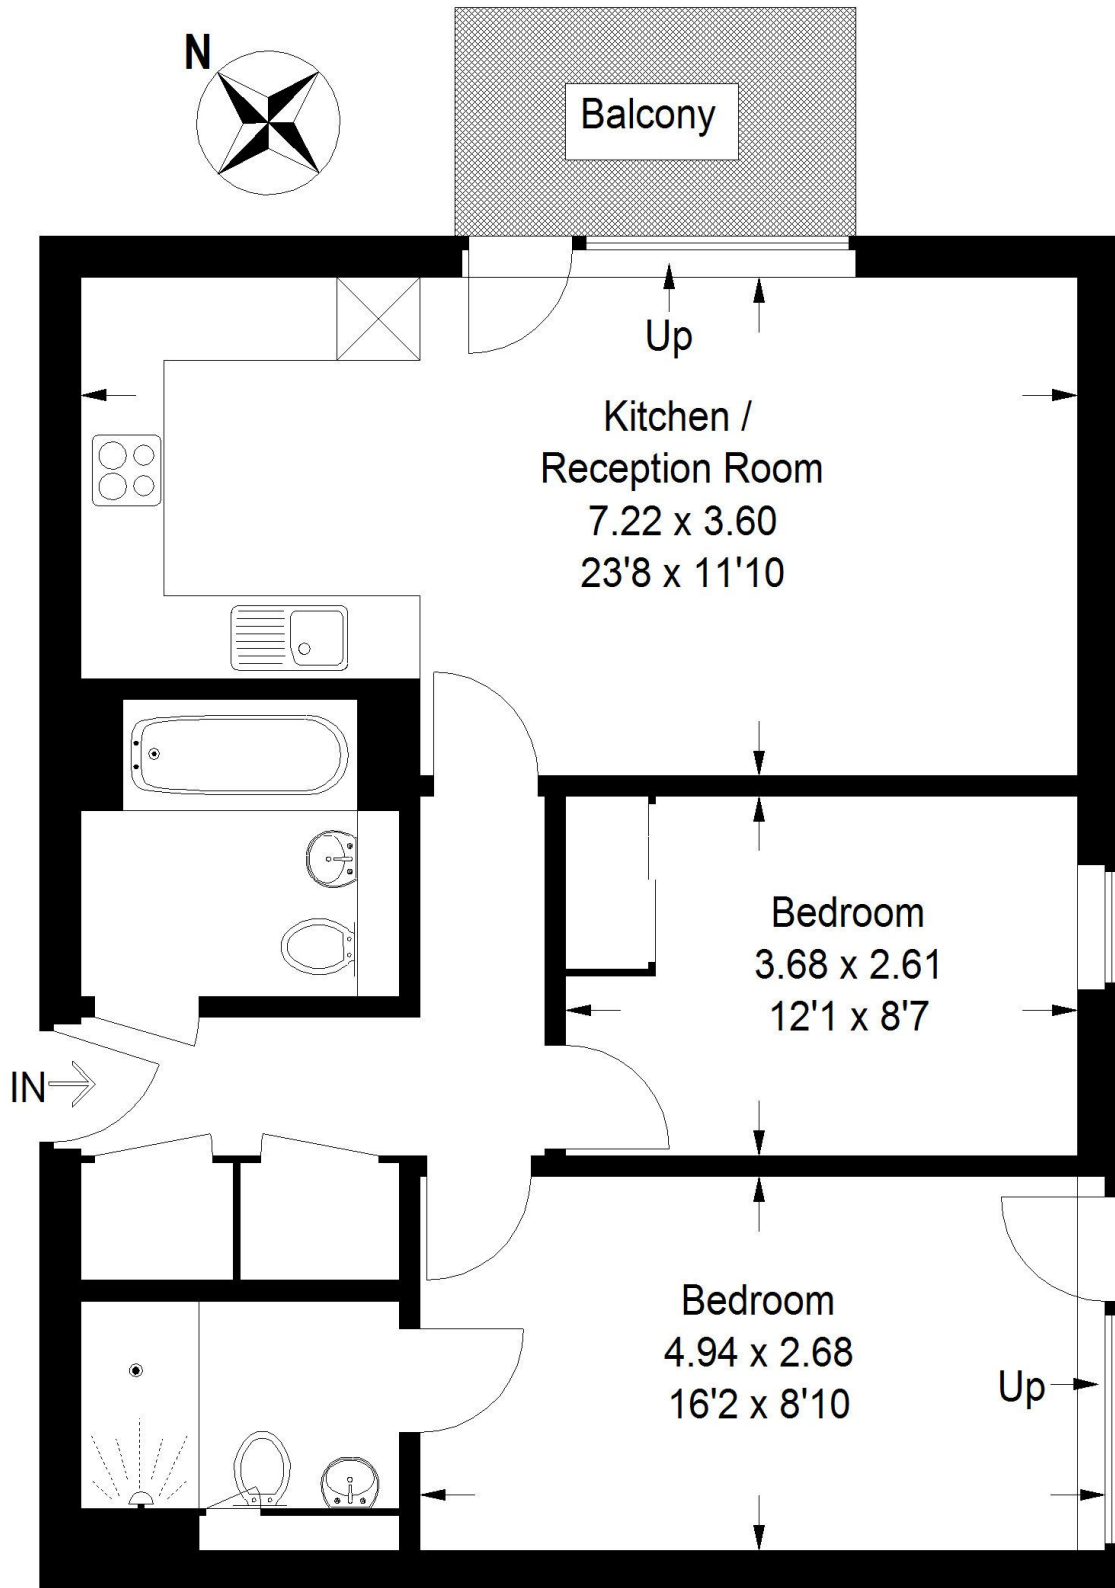 N
Balcony
Up
Kitchen /
Reception Room
7.22 x 3.60
23'8 x 11'10
Bedroom
3.68 x 2.61
12'1 x 8'7
IN
Bedroom
4.94 x 2.68
16'2 x 8'10
Up